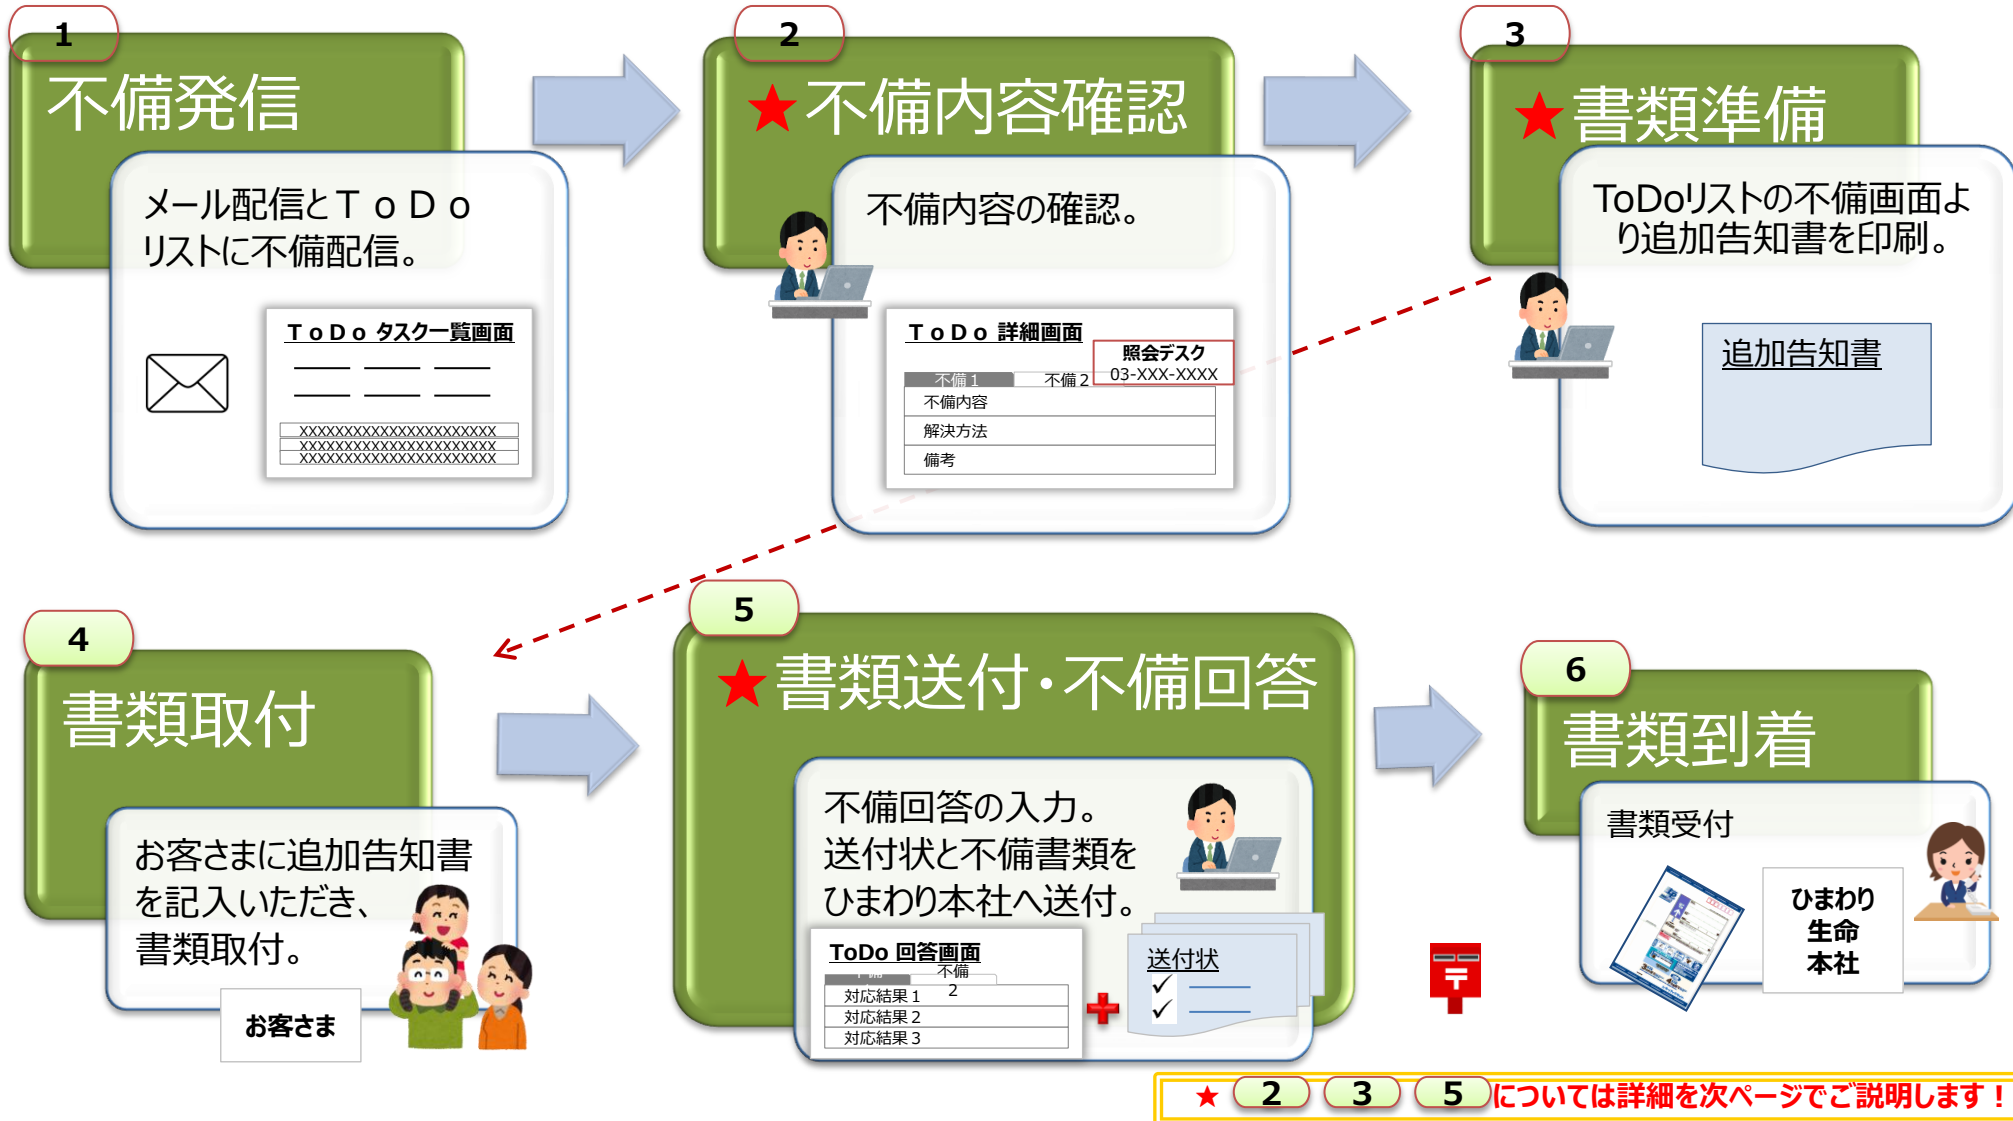 1
不備発信
メール配信とＴｏＤｏ
リストに不備配信。
ＴｏＤｏ タスク一覧画面
XXXXXXXXXXXXXXXXXXXXXX
XXXXXXXXXXXXXXXXXXXXXX
XXXXXXXXXXXXXXXXXXXXXX
2
★不備内容確認
不備内容の確認。
ＴｏＤｏ 詳細画面
照会デスク
03-XXX-XXXX
不備１
不備２
不備内容
解決方法
備考
3
★書類準備
ToDoリストの不備画面よ
り追加告知書を印刷。
追加告知書
4
書類取付
お客さまに追加告知書
を記入いただき、
書類取付。
お客さま
5
★書類送付・不備回答
不備回答の入力。
送付状と不備書類を
ひまわり本社へ送付。
ToDo 回答画面
不備
2
対応結果１
対応結果２
対応結果３
送付状
✓
✓
6
書類到着
書類受付
ひまわり
生命
本社
★ 2 3 5 については詳細を次ページでご説明します！